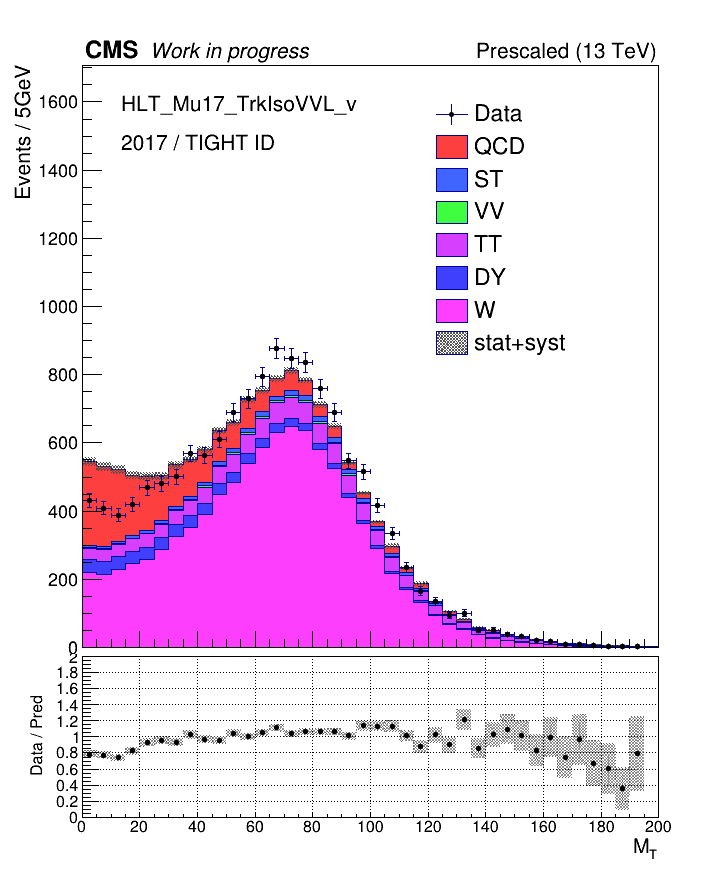 CMS Work in progress Prescaled (13 TeV)
Events / 5GeV
HLT_Mu17_TrkIsoVVL_v
2017 / TIGHT ID
Data
QCD
ST
VV
TT
DY
W
stat+syst
1600
1400
1200
1000
800
600
400
200
0
Data / Pred
2
1.8
1.6
1.4
1.2
1
0.8
0.6
0.4
0.2
0
0 20 40 60 80 100 120 140 160 180 200
M_T